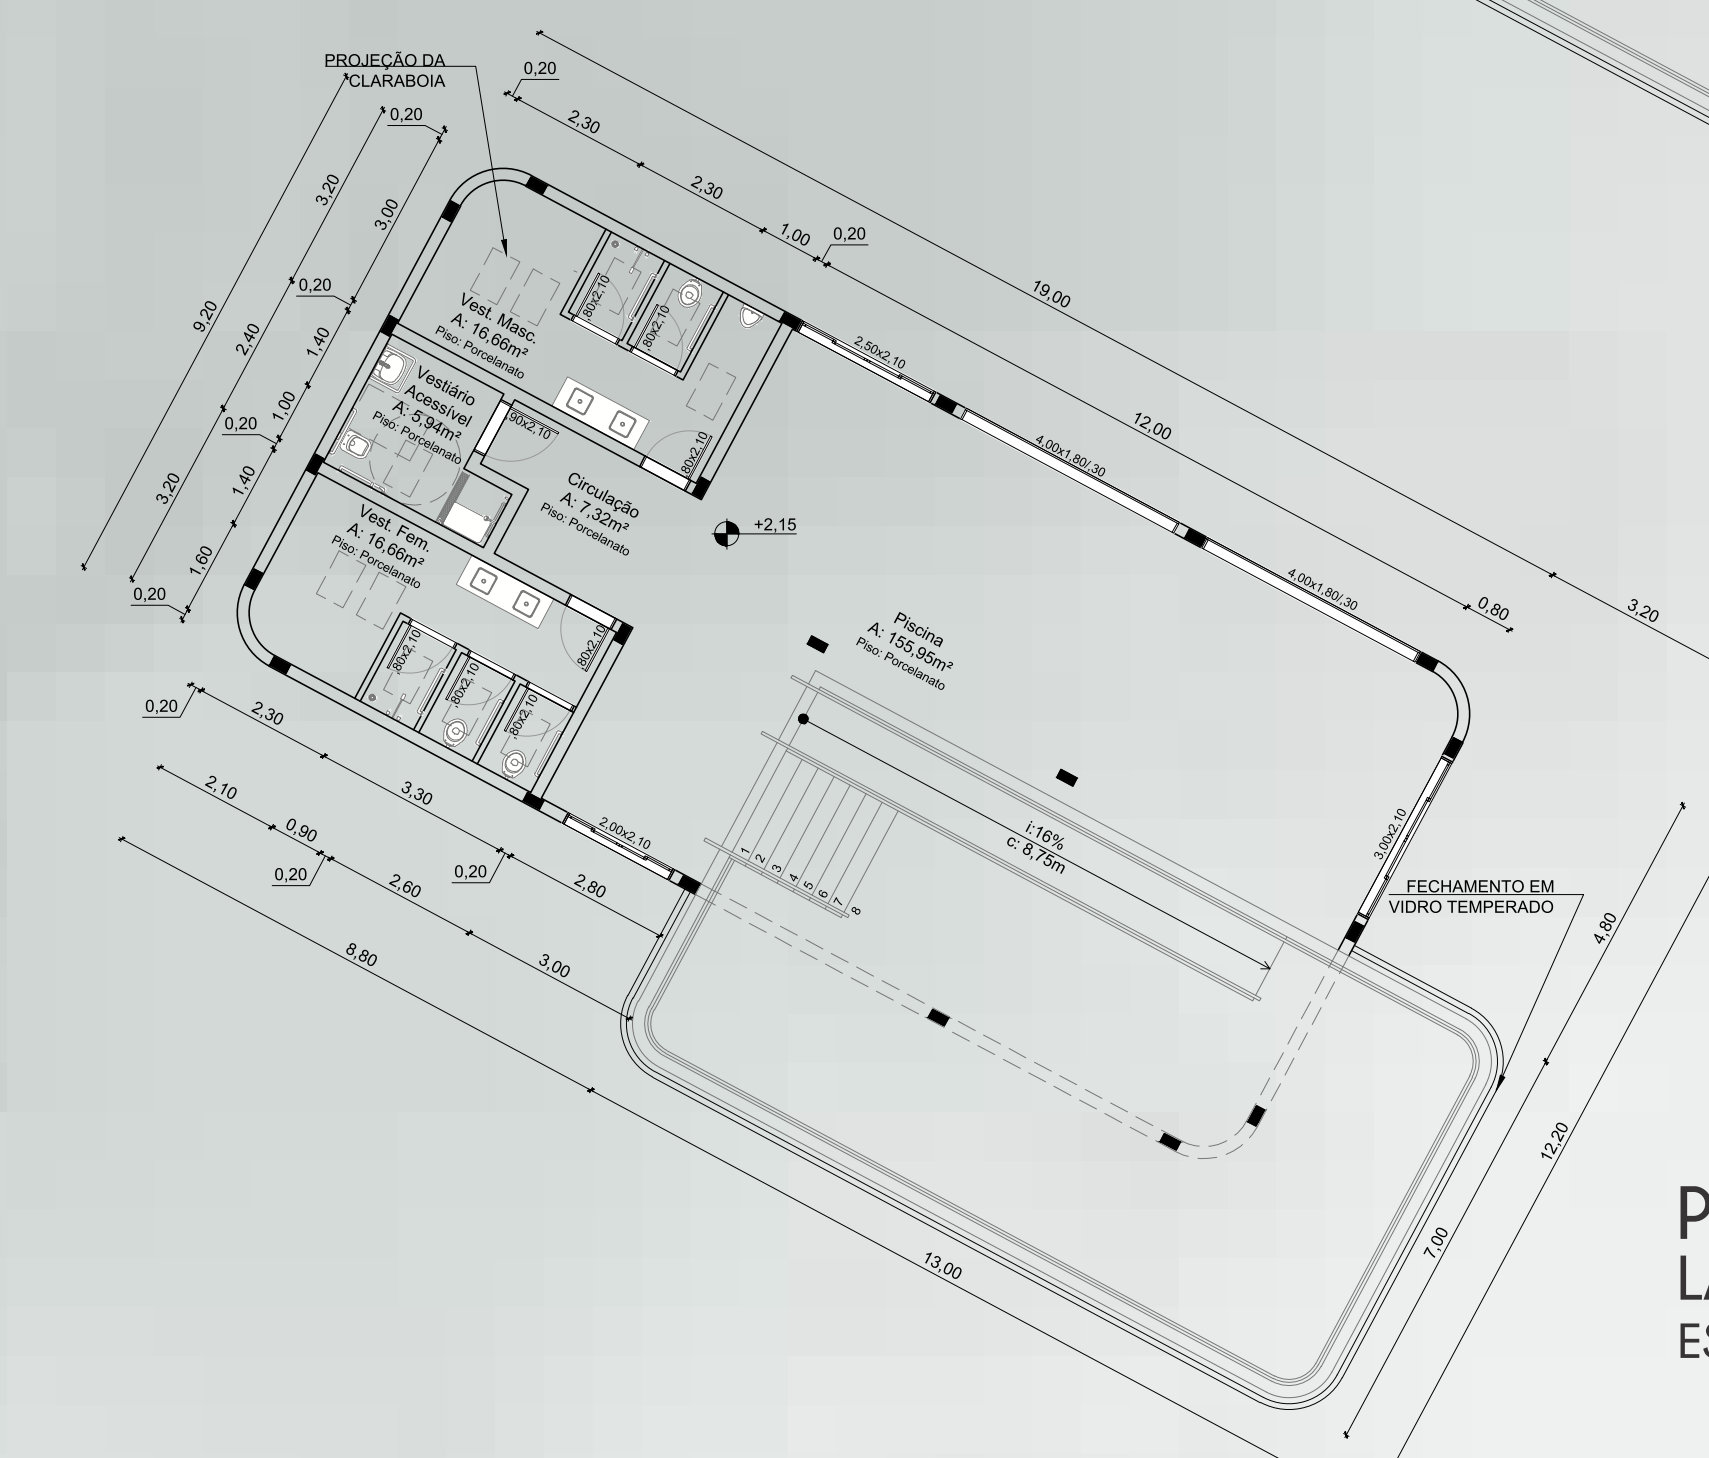 PROJEÇÃO DA
CLARABOIA
0,20
0,20
2,30
2,30
1,00
0,20
19,00
12,00
0,80
3,20
3,20
3,00
0,20
9,20
2,40
1,40
1,00
0,20
3,20
1,40
1,60
0,20
Vest. Masc.
A: 16,66m²
Piso: Porcelanato
,80x2,10
,80x2,10
,80x2,10
Vestiário
Acessível
A: 5,94m²
Piso: Porcelanato
,90x2,10
Circulação
A: 7,32m²
Piso: Porcelanato
+2,15
Vest. Fem.
A: 16,66m²
Piso: Porcelanato
,80x2,10
,80x2,10
,80x2,10
,80x2,10
2,50x2,10
4,00x1,80/,30
4,00x1,80/,30
Piscina
A: 155,95m²
Piso: Porcelanato
i:16%
c: 8,75m
1
2
3
4
5
6
7
8
2,00x2,10
3,00x2,10
FECHAMENTO EM
VIDRO TEMPERADO
0,20
2,30
3,30
2,10
0,90
0,20
0,20
2,60
2,80
8,80
3,00
13,00
4,80
12,20
7,00
P
LA
ES